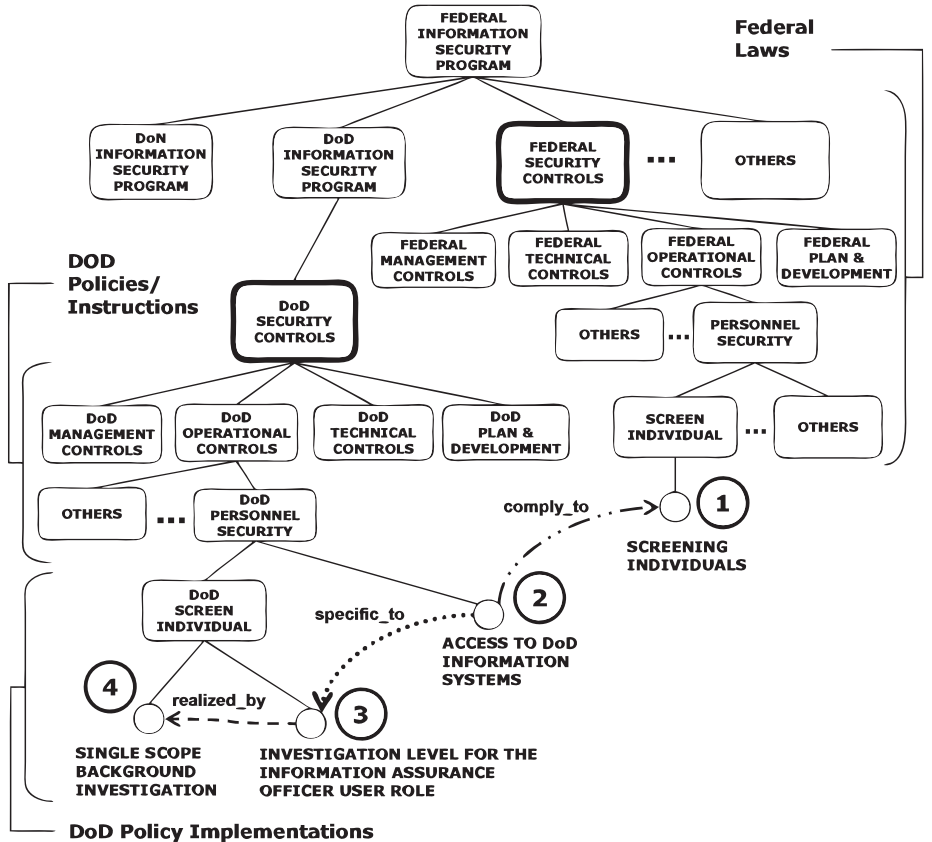 FEDERAL
INFORMATION
SECURITY
PROGRAM
Federal
Laws
DoN
INFORMATION
SECURITY
PROGRAM
DoD
INFORMATION
SECURITY
PROGRAM
FEDERAL
SECURITY
CONTROLS
...
OTHERS
FEDERAL
MANAGEMENT
CONTROLS
FEDERAL
TECHNICAL
CONTROLS
FEDERAL
OPERATIONAL
CONTROLS
FEDERAL
PLAN &
DEVELOPMENT
DOD
Policies/
Instructions
DoD
SECURITY
CONTROLS
OTHERS
...
PERSONNEL
SECURITY
DoD
MANAGEMENT
CONTROLS
DoD
OPERATIONAL
CONTROLS
DoD
TECHNICAL
CONTROLS
DoD
PLAN &
DEVELOPMENT
SCREEN
INDIVIDUAL
...
OTHERS
OTHERS
...
DoD
PERSONNEL
SECURITY
comply_to
1
SCREENING
INDIVIDUALS
DoD
SCREEN
INDIVIDUAL
specific_to
2
ACCESS TO DoD
INFORMATION
SYSTEMS
4
realized_by
3
SINGLE SCOPE
BACKGROUND
INVESTIGATION
INVESTIGATION LEVEL FOR THE
INFORMATION ASSURANCE
OFFICER USER ROLE
DoD Policy Implementations